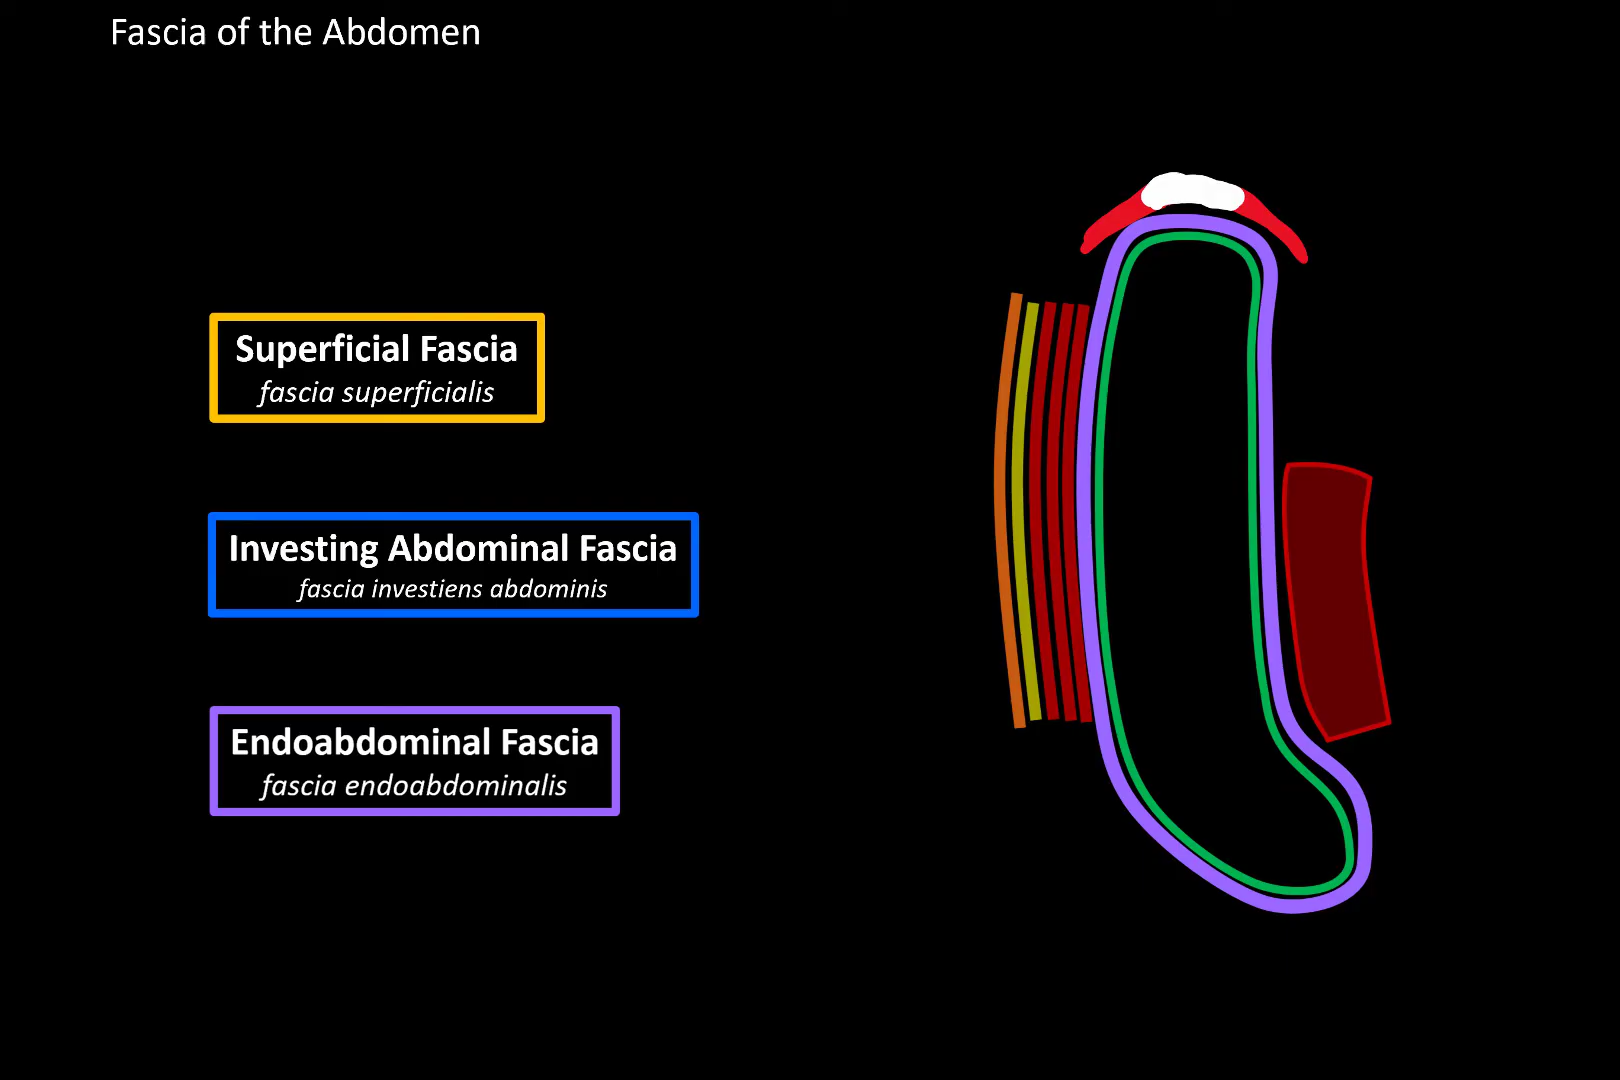 Fascia of the Abdomen
Superficial Fascia
fascia superficialis
Investing Abdominal Fascia
fascia investiens abdominis
Endoabdominal Fascia
fascia endoabdominalis